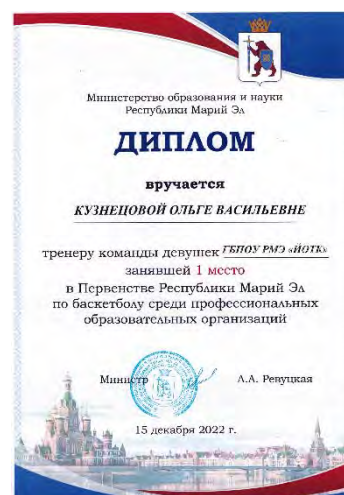 Министерство образования и науки
Республики Марий Эл
ДИПЛОМ
вручается
КУЗНЕЦОВОЙ ОЛЬГЕ ВАСИЛЬЕВНЕ
тренеру команды девушек ГБПОУ РМЭ «ЙОТК»
занявшей 1 место
в Первенстве Республики Марий Эл
по баскетболу среди профессиональных
образовательных организаций
Министр Л.А. Ревуцкая
15 декабря 2022 г.